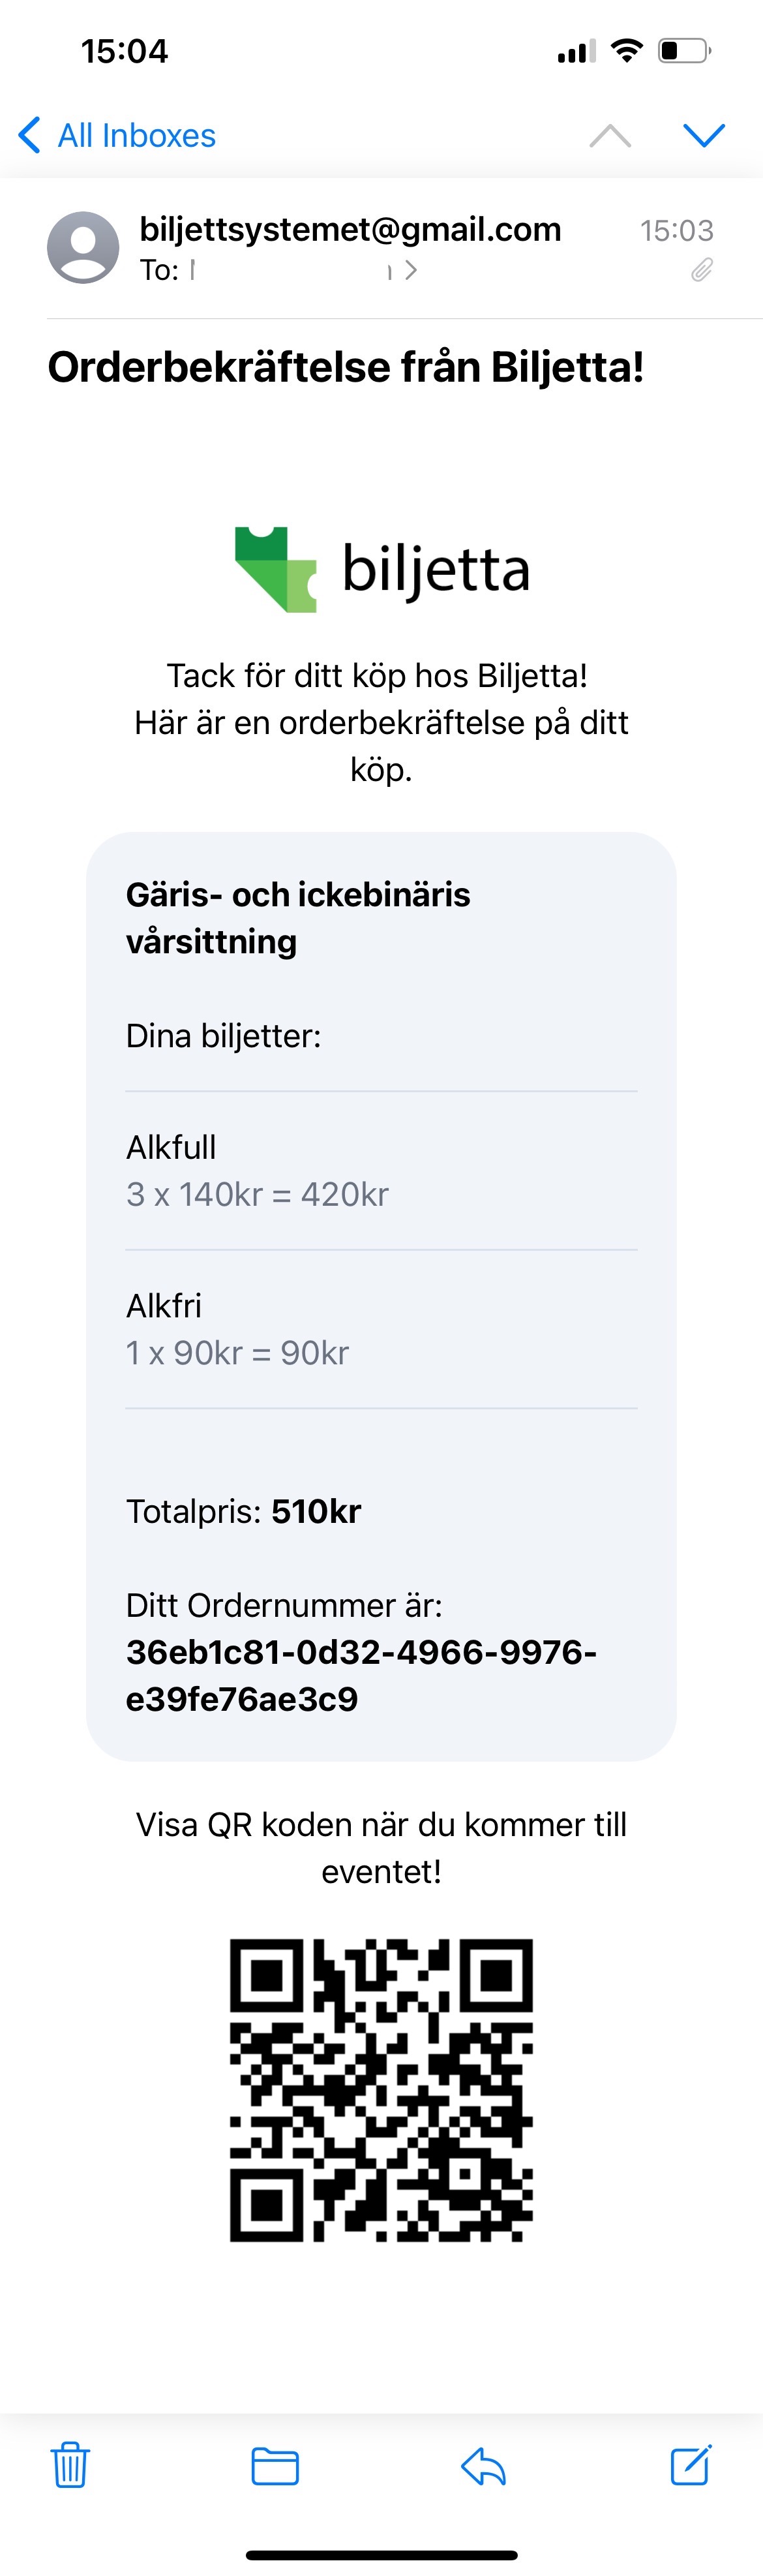 15:04
All Inboxes
biljettsystemet@gmail.com 15:03
To:
Orderbekräftelse från Biljetta!
biljetta
Tack för ditt köp hos Biljetta!
Här är en orderbekräftelse på ditt
köp.
Gäris- och ickebinäris
vårsittning
Dina biljetter:
Alkfull
3 x 140kr = 420kr
Alkfri
1 x 90kr = 90kr
Totalpris: 510kr
Ditt Ordernummer är:
36eb1c81-0d32-4966-9976-
e39fe76ae3c9
Visa QR koden när du kommer till
eventet!